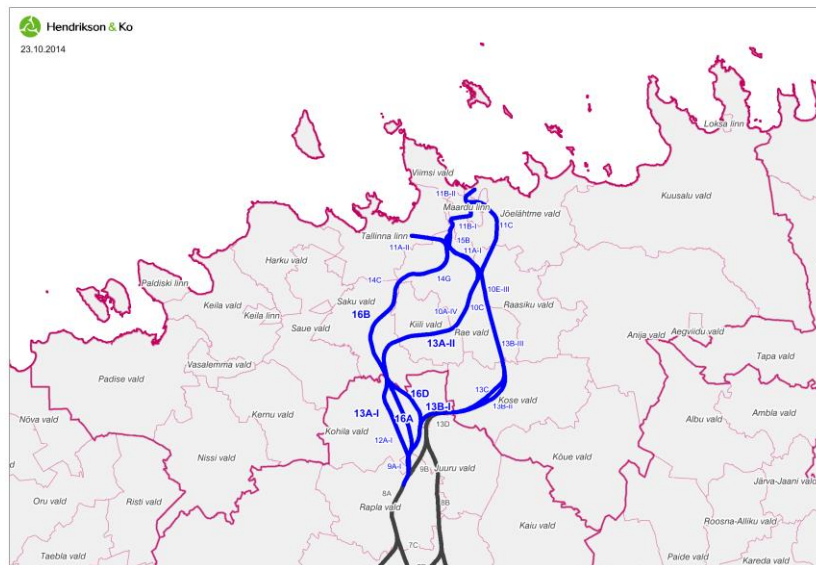 Hendrikson & Ko
23.10.2014
Loksa linn
Viimsi vald
Kuusalu vald
11B-II
Maardu linn
Jõelähtme vald
11B-I
11C
Tallinna linn
15B
11A-II
11A-I
Harku vald
14C
14G
Paldiski linn
10E-III
Keila vald
Saku vald
Raasiku vald
10A-IV
10C
16B
Keila linn
Kiili vald
Saue vald
Rae vald
Anija vald
Aegviidu vald
13A-II
13B-III
Tapa vald
Vasalemma vald
Padise vald
16D
13C
Kose vald
13B-I
13B-II
Nõva vald
Kernu vald
13A-I
16A
Albu vald
Ambla vald
13D
Kohila vald
12A-I
Nissi vald
Kõue vald
9A-I
9B
Juuru vald
Järva-Jaani vald
8A
Oru vald
Risti vald
Rapla vald
8B
Kaiu vald
Roosna-Alliku vald
7C
Taebla vald
Paide vald
Kareda vald